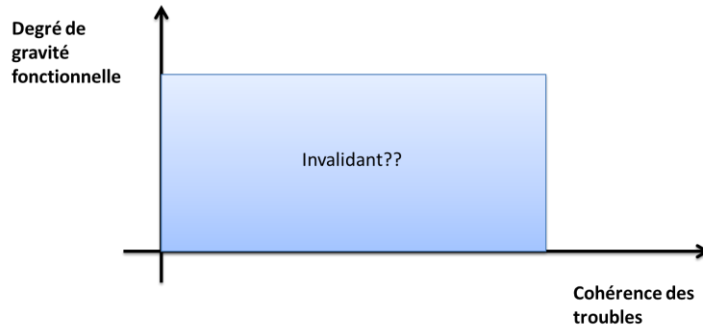 Degré de
gravité
fonctionnelle
Invalidant??
Cohérence des
troubles